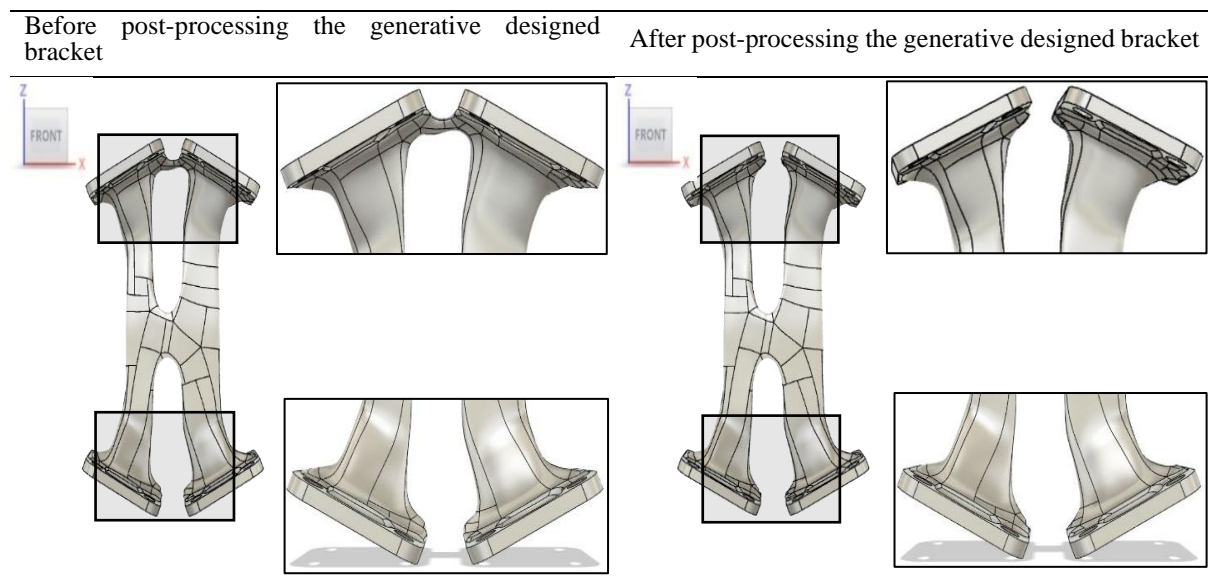 Before post-processing the generative designed
bracket
After post-processing the generative designed bracket
Z
FRONT
X
Z
FRONT
X